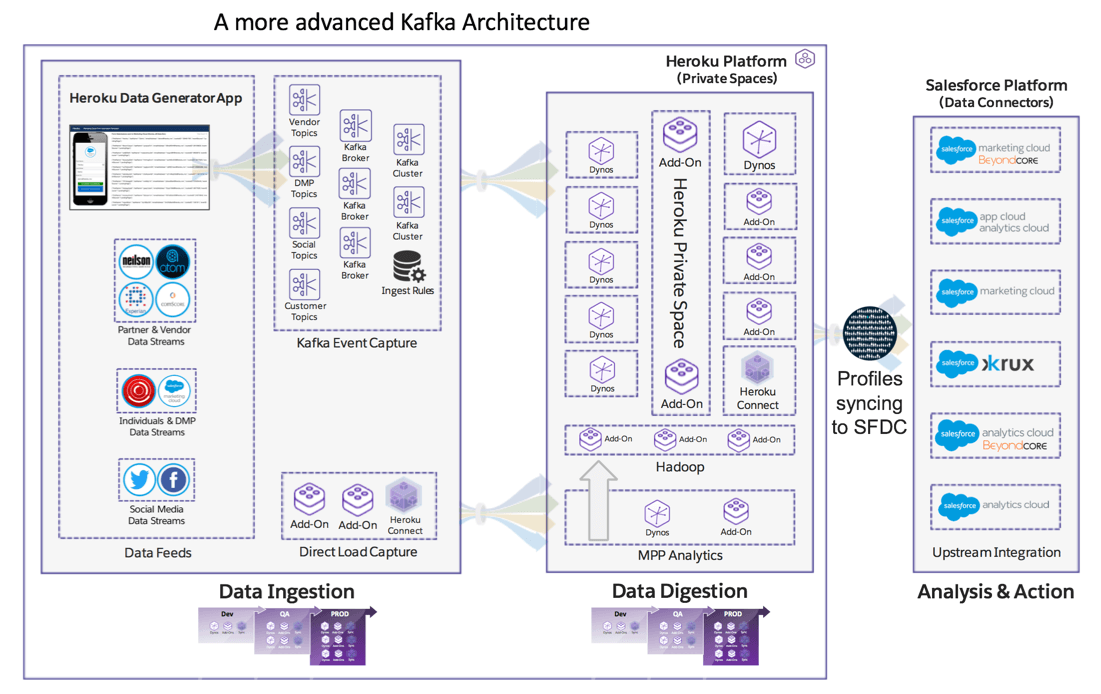 A more advanced Kafka Architecture
Heroku Platform
(Private Spaces)
Heroku Data Generator App
Vendor
Topics
DMP
Topics
Social
Topics
Customer
Topics
Kafka
Broker
Kafka
Broker
Kafka
Broker
Kafka
Cluster
Kafka
Cluster
Ingest Rules
Kafka Event Capture
neilson
atom
Experian
comScore
Partner & Vendor
Data Streams
salesforce
marketing
cloud
Individuals & DMP
Data Streams
Social Media
Data Streams
Data Feeds
Add-On
Add-On
Heroku
Connect
Direct Load Capture
Data Ingestion
Dev
QA
PROD
Dynos
Dynos
Dynos
Dynos
Dynos
Add-On
Heroku Private Space
Add-On
Dynos
Add-On
Add-On
Add-On
Heroku
Connect
Add-On
Add-On
Add-On
Hadoop
Dynos
Add-On
MPP Analytics
Data Digestion
Dev
QA
PROD
Profiles
syncing
to SFDC
Salesforce Platform
(Data Connectors)
salesforce marketing cloud
BeyondCORE
salesforce app cloud
analytics cloud
salesforce marketing cloud
salesforce krux
salesforce analytics cloud
BeyondCORE
salesforce analytics cloud
Upstream Integration
Analysis & Action